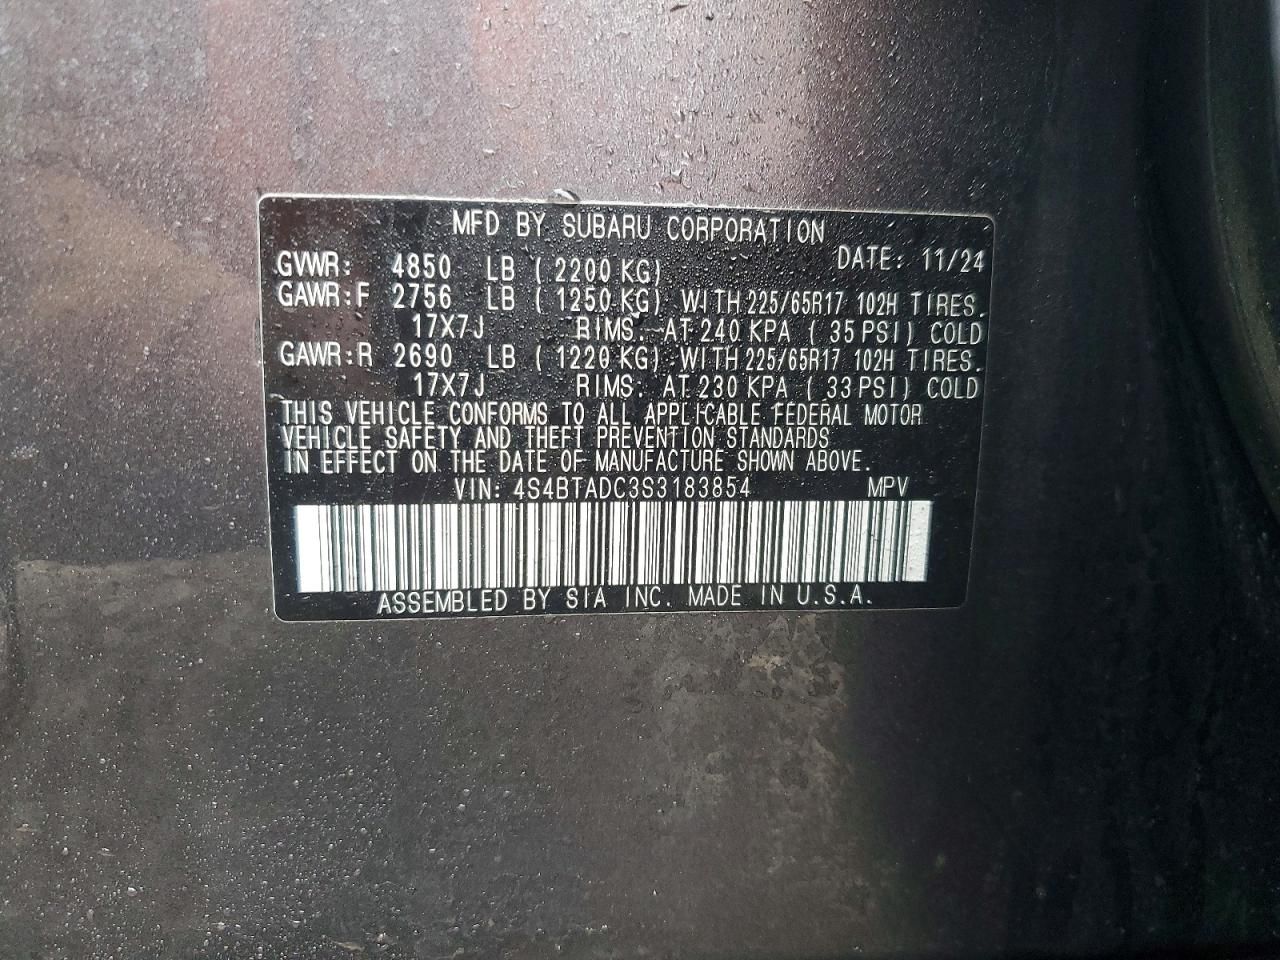 MFD BY SUBARU CORPORATION
GVWR: 4850 LB ( 2200 KG) DATE: 11/24
GAWR:F 2756 LB ( 1250 KG) WITH 225/65R17 102H TIRES.
17X7J RIMS. AT 240 KPA ( 35 PSI) COLD
GAWR:R 2690 LB ( 1220 KG) WITH 225/65R17 102H TIRES.
17X7J RIMS. AT 230 KPA ( 33 PSI) COLD
THIS VEHICLE CONFORMS TO ALL APPLICABLE FEDERAL MOTOR
VEHICLE SAFETY AND THEFT PREVENTION STANDARDS
IN EFFECT ON THE DATE OF MANUFACTURE SHOWN ABOVE.
VIN: 4S4BTADC3S3183854 MPV
ASSEMBLED BY SIA INC. MADE IN U.S.A.